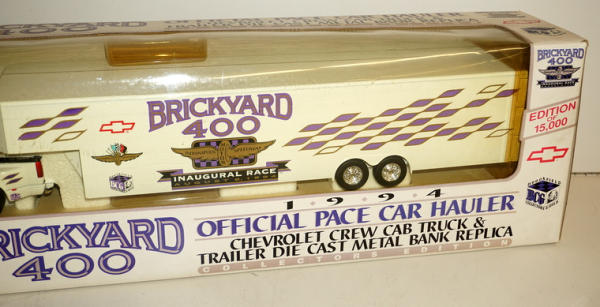 BRICKYARD
400
INAUGURAL RACE
BRICKYARD
400
EDITION
OF
15,000
1•9•9•4
OFFICIAL PACE CAR HAULER
CHEVROLET CREW CAB TRUCK &
TRAILER DIE CAST METAL BANK REPLICA
COLLECTORS EDITION
BRICKYARD
400